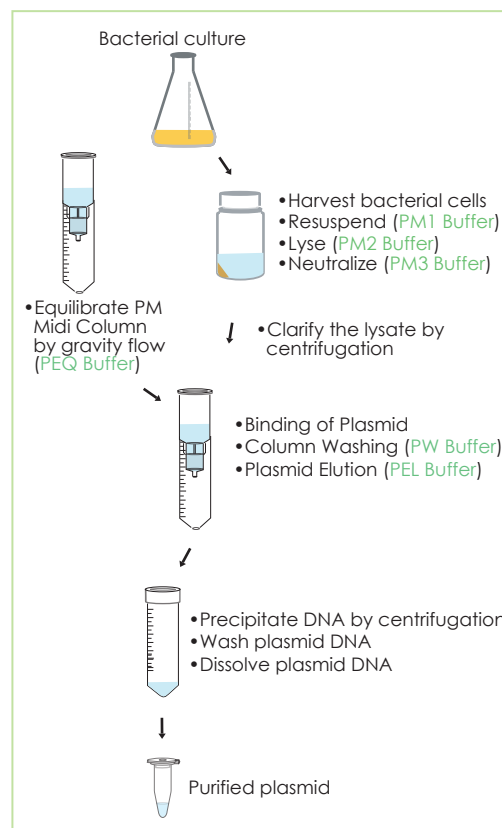 Bacterial culture
•Harvest bacterial cells
•Resuspend (PM1 Buffer)
•Lyse (PM2 Buffer)
•Neutralize (PM3 Buffer)
•Equilibrate PM
Midi Column
by gravity flow
(PEQ Buffer)
•Clarify the lysate by
centrifugation
•Binding of Plasmid
•Column Washing (PW Buffer)
•Plasmid Elution (PEL Buffer)
•Precipitate DNA by centrifugation
•Wash plasmid DNA
•Dissolve plasmid DNA
Purified plasmid